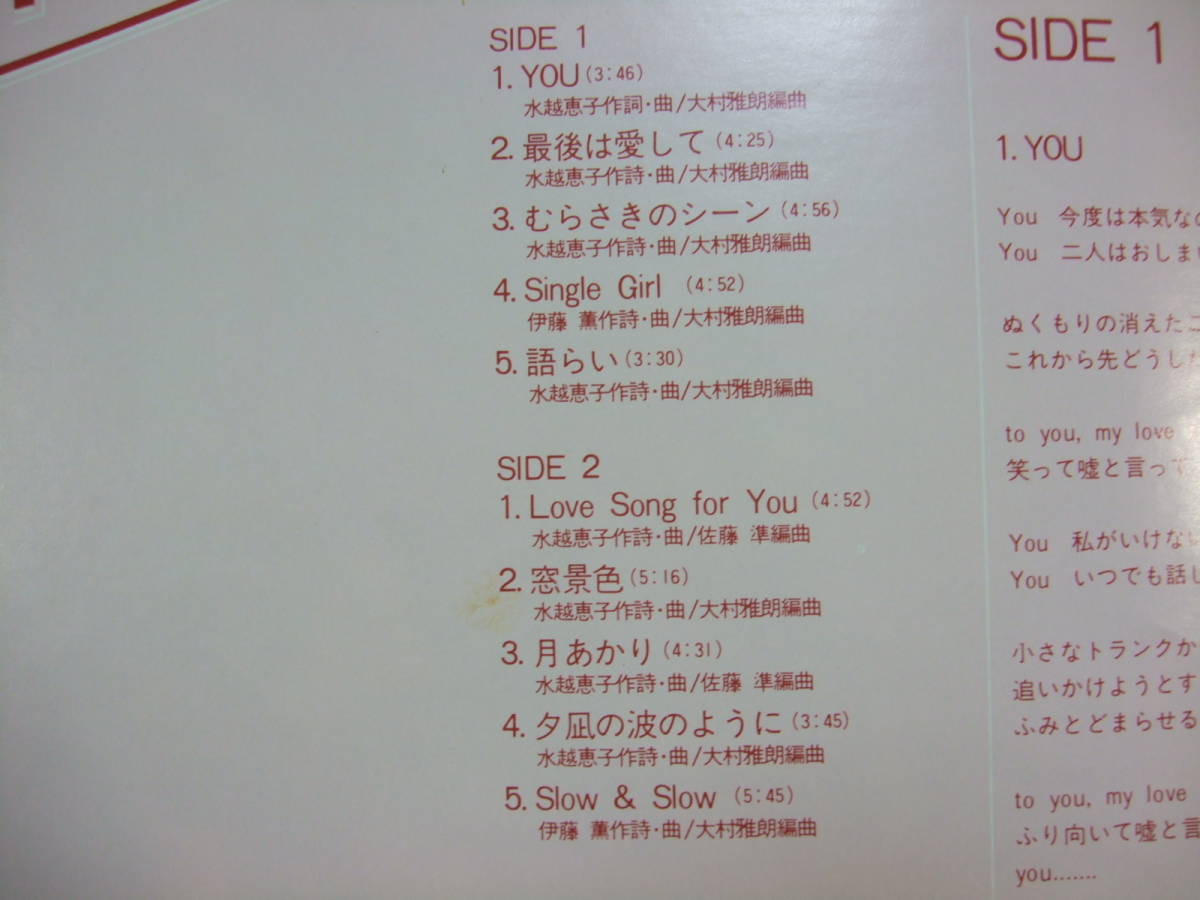 SIDE 1
1. YOU (3:46)
水越恵子作詞・曲/大村雅朗編曲
2. 最後は愛して (4:25)
水越恵子作詩・曲/大村雅朗編曲
3. むらさきのシーン (4:56)
水越恵子作詩・曲/大村雅朗編曲
4. Single Girl (4:52)
伊藤 薫作詩・曲/大村雅朗編曲
5. 語らい (3:30)
水越恵子作詩・曲/大村雅朗編曲
SIDE 2
1. Love Song for You (4:52)
水越恵子作詩・曲/佐藤 準編曲
2. 窓景色 (5:16)
水越恵子作詩・曲/大村雅朗編曲
3. 月あかり (4:31)
水越恵子作詩・曲/佐藤 準編曲
4. 夕凪の波のように (3:45)
水越恵子作詩・曲/大村雅朗編曲
5. Slow & Slow (5:45)
伊藤 薫作詩・曲/大村雅朗編曲
SIDE 1
1. YOU
You 今度は本気な
You 二人はおしま
ぬくもりの消えた
これから先どうし
to you, my love
笑って嘘と言って
You 私がいけな
You いつでも話し
小さなトランクか
追いかけようとす
ふみとどまらせる
to you, my love
ふり向いて嘘と言
you.......